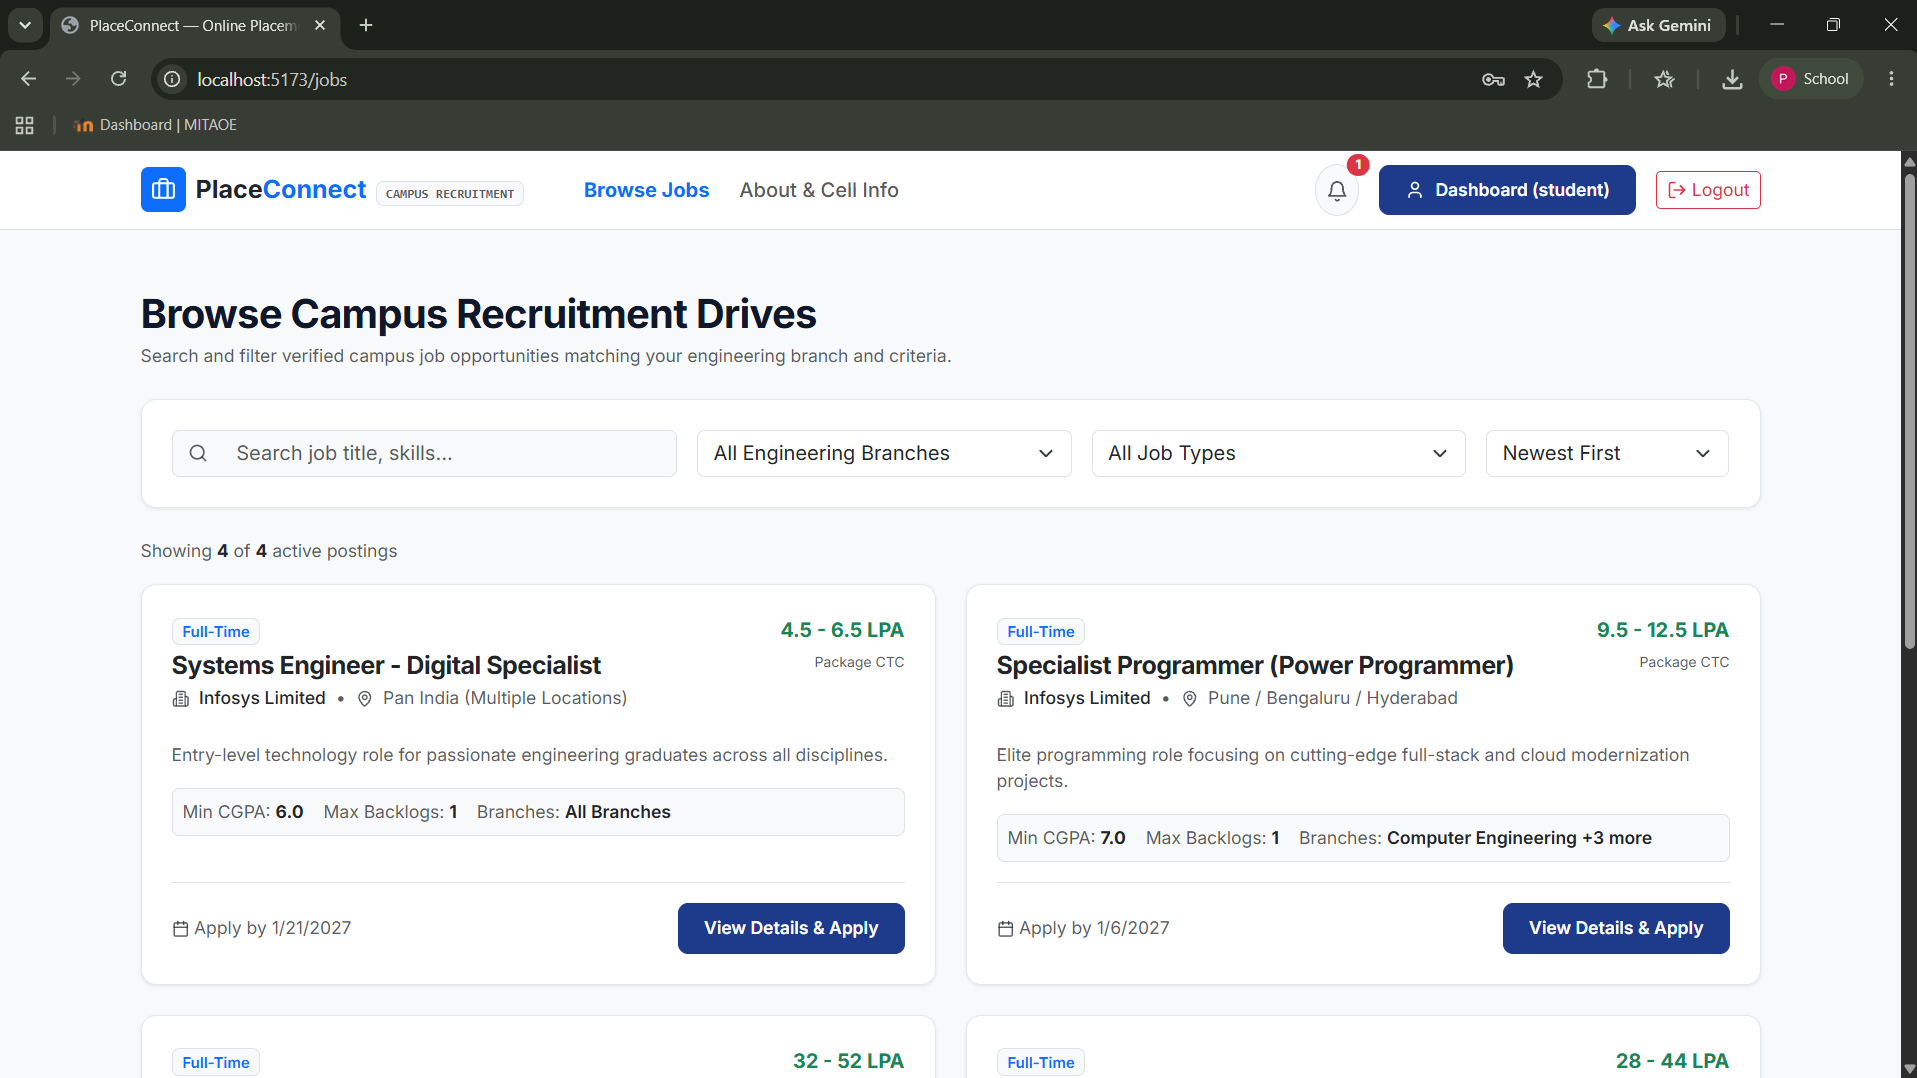 PlaceConnect — Online Placem
Ask Gemini
localhost:5173/jobs
P School
Dashboard | MITAOE
PlaceConnect CAMPUS RECRUITMENT Browse Jobs About & Cell Info 1 Dashboard (student) Logout
Browse Campus Recruitment Drives
Search and filter verified campus job opportunities matching your engineering branch and criteria.
Search job title, skills... All Engineering Branches All Job Types Newest First
Showing 4 of 4 active postings
Full-Time 4.5 - 6.5 LPA
Systems Engineer - Digital Specialist Package CTC
Infosys Limited • Pan India (Multiple Locations)
Entry-level technology role for passionate engineering graduates across all disciplines.
Min CGPA: 6.0 Max Backlogs: 1 Branches: All Branches
Apply by 1/21/2027 View Details & Apply
Full-Time 9.5 - 12.5 LPA
Specialist Programmer (Power Programmer) Package CTC
Infosys Limited • Pune / Bengaluru / Hyderabad
Elite programming role focusing on cutting-edge full-stack and cloud modernization
projects.
Min CGPA: 7.0 Max Backlogs: 1 Branches: Computer Engineering +3 more
Apply by 1/6/2027 View Details & Apply
Full-Time 32 - 52 LPA
Full-Time 28 - 44 LPA